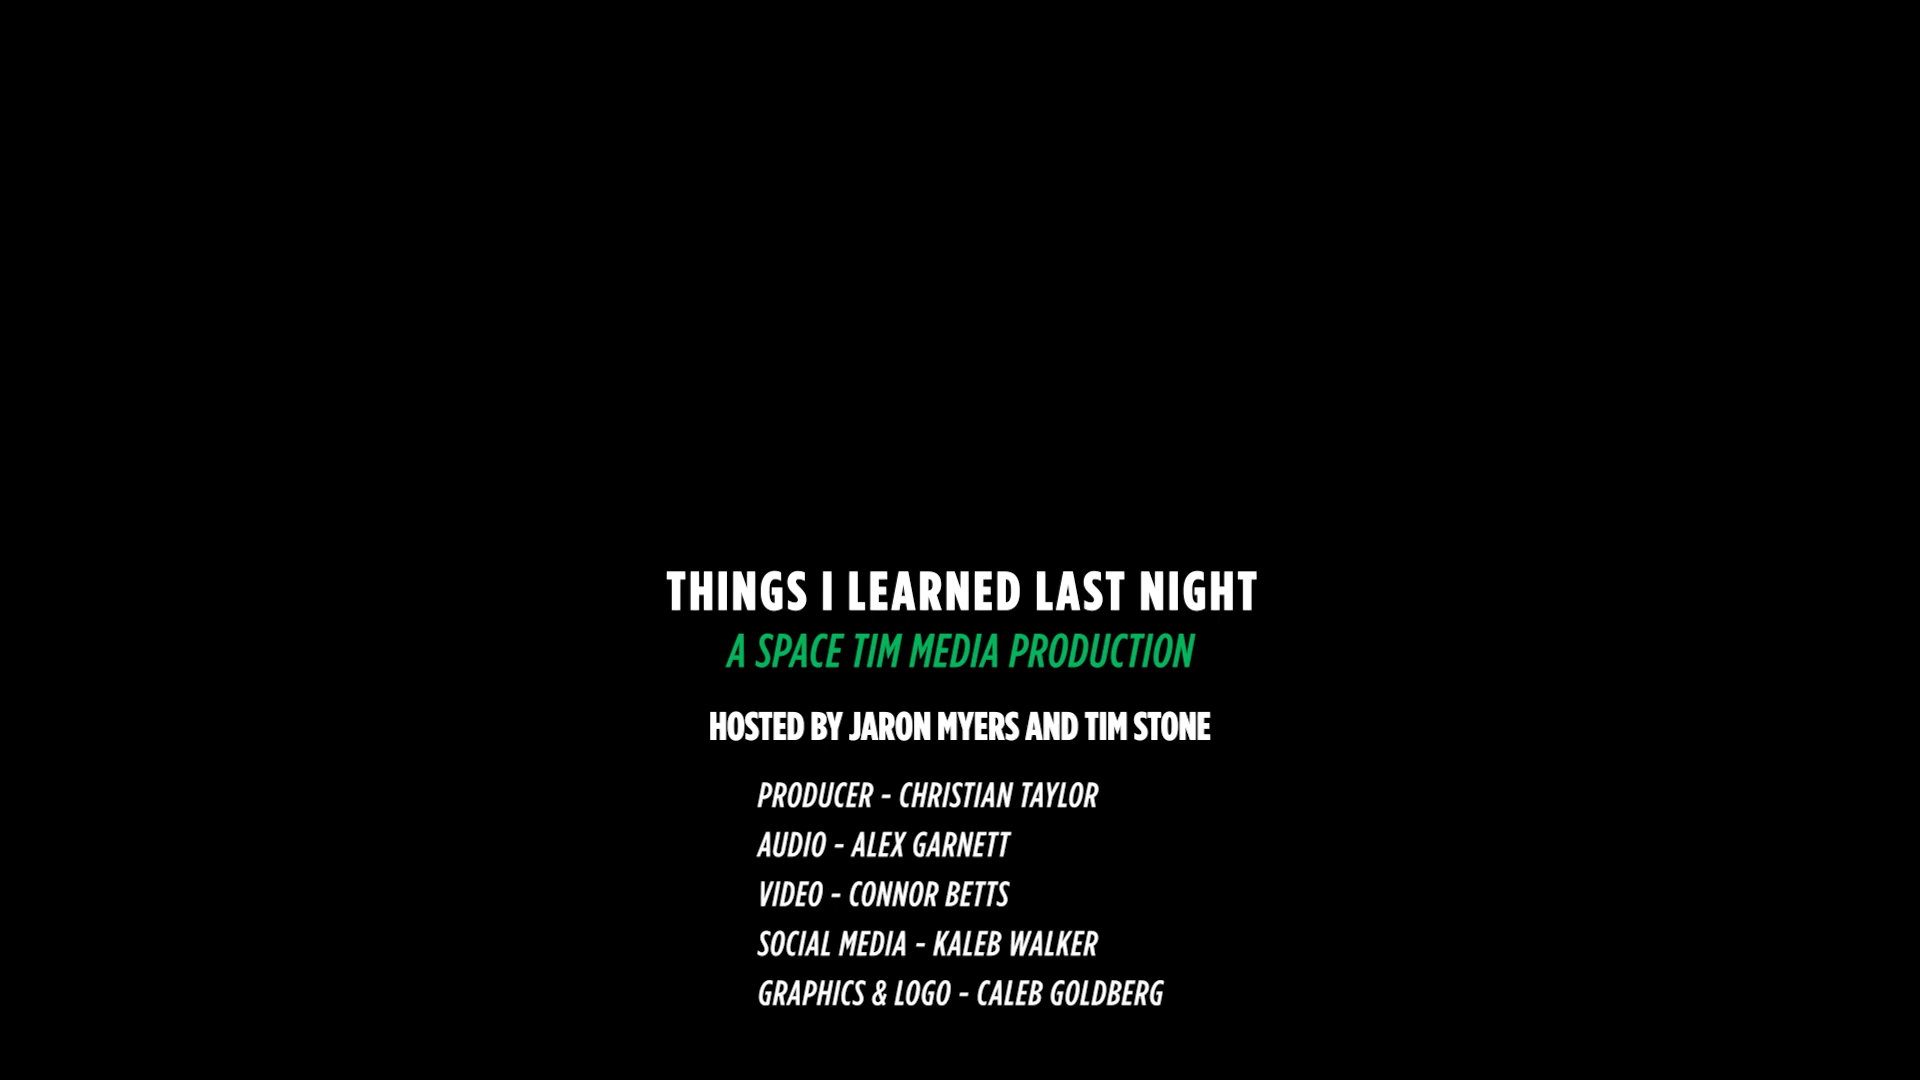 THINGS I LEARNED LAST NIGHT
A SPACE TIM MEDIA PRODUCTION
HOSTED BY JARON MYERS AND TIM STONE
PRODUCER - CHRISTIAN TAYLOR
AUDIO - ALEX GARNETT
VIDEO - CONNOR BETTS
SOCIAL MEDIA - KALEB WALKER
GRAPHICS & LOGO - CALEB GOLDBERG